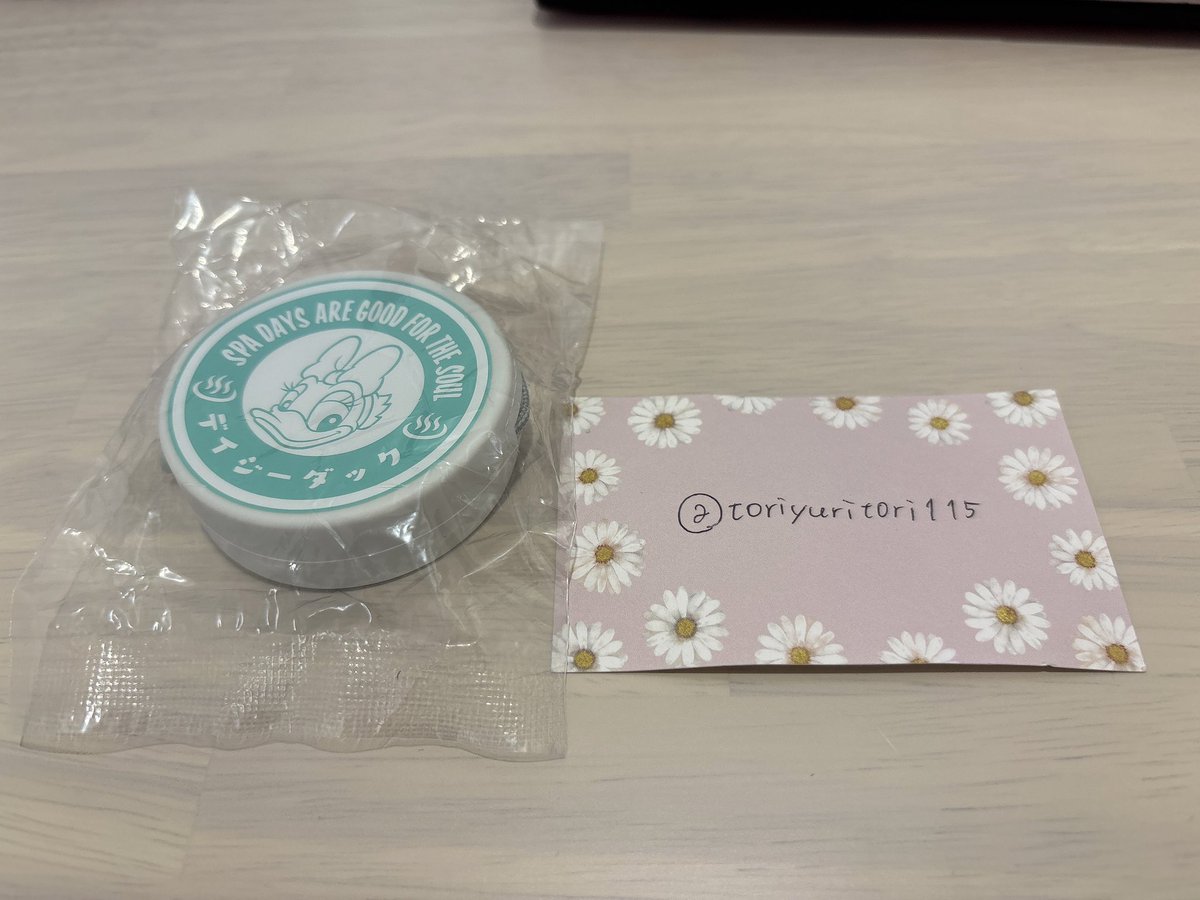 SPA DAYS ARE GOOD FOR THE SOUL
デイジーダック
@toriyuritori115